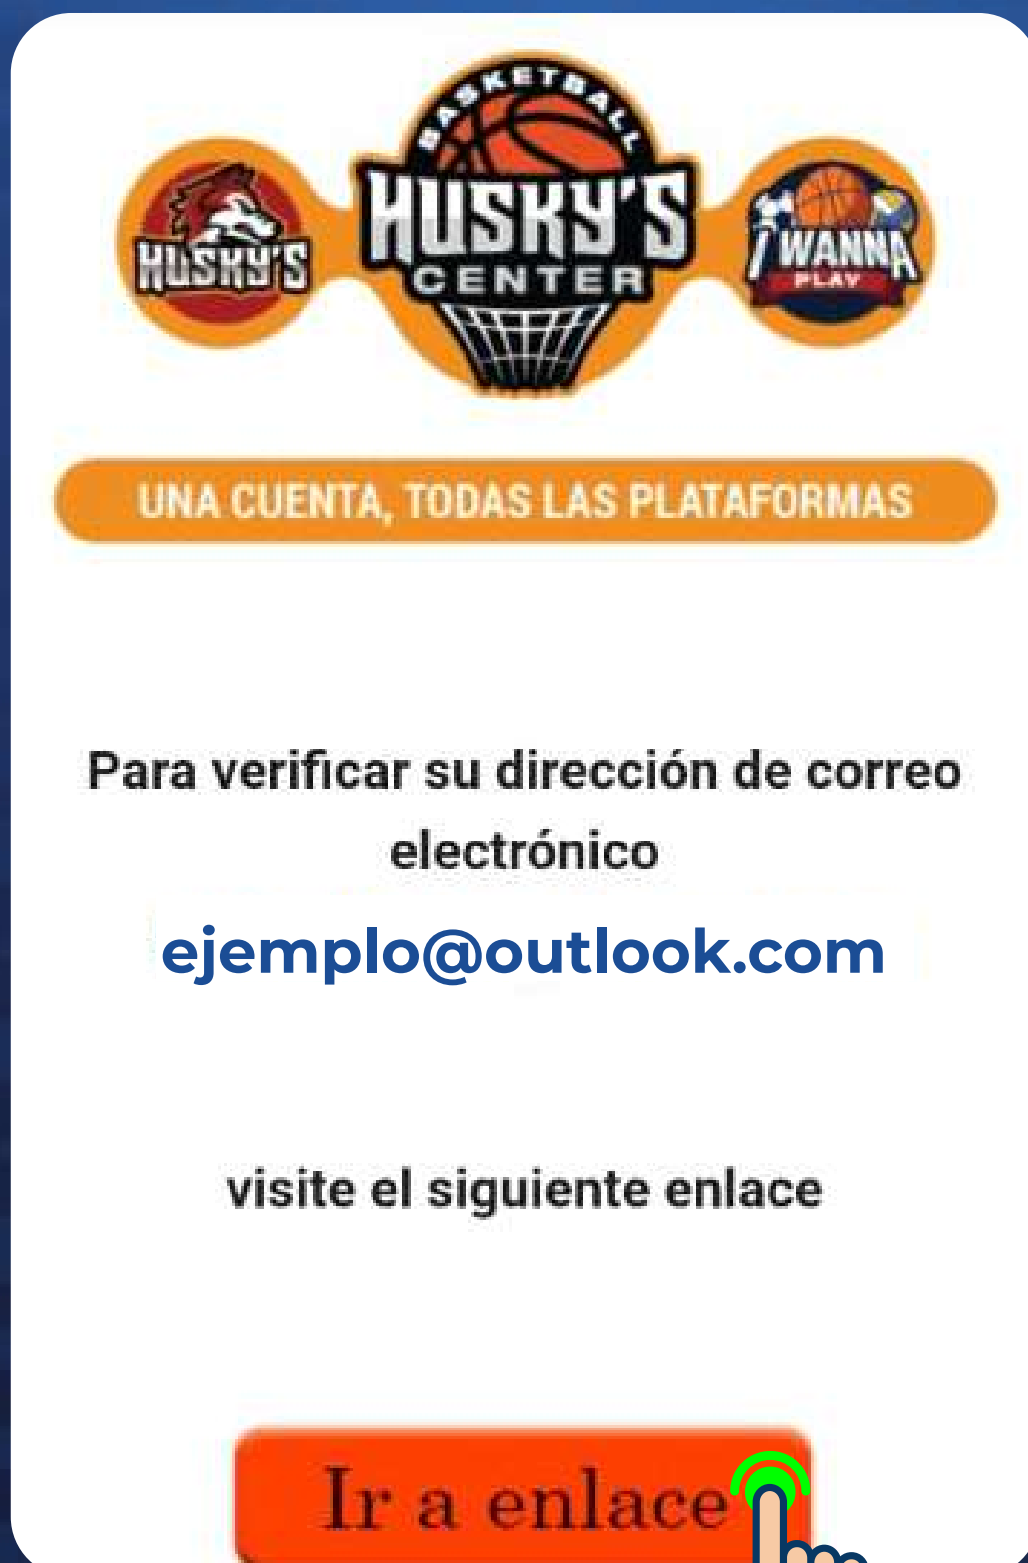 BASKETBALL
HUSKY'S
HUSKY'S
CENTER
I WANNA
PLAY
UNA CUENTA, TODAS LAS PLATAFORMAS
Para verificar su dirección de correo
electrónico
ejemplo@outlook.com
visite el siguiente enlace
Ir a enlace